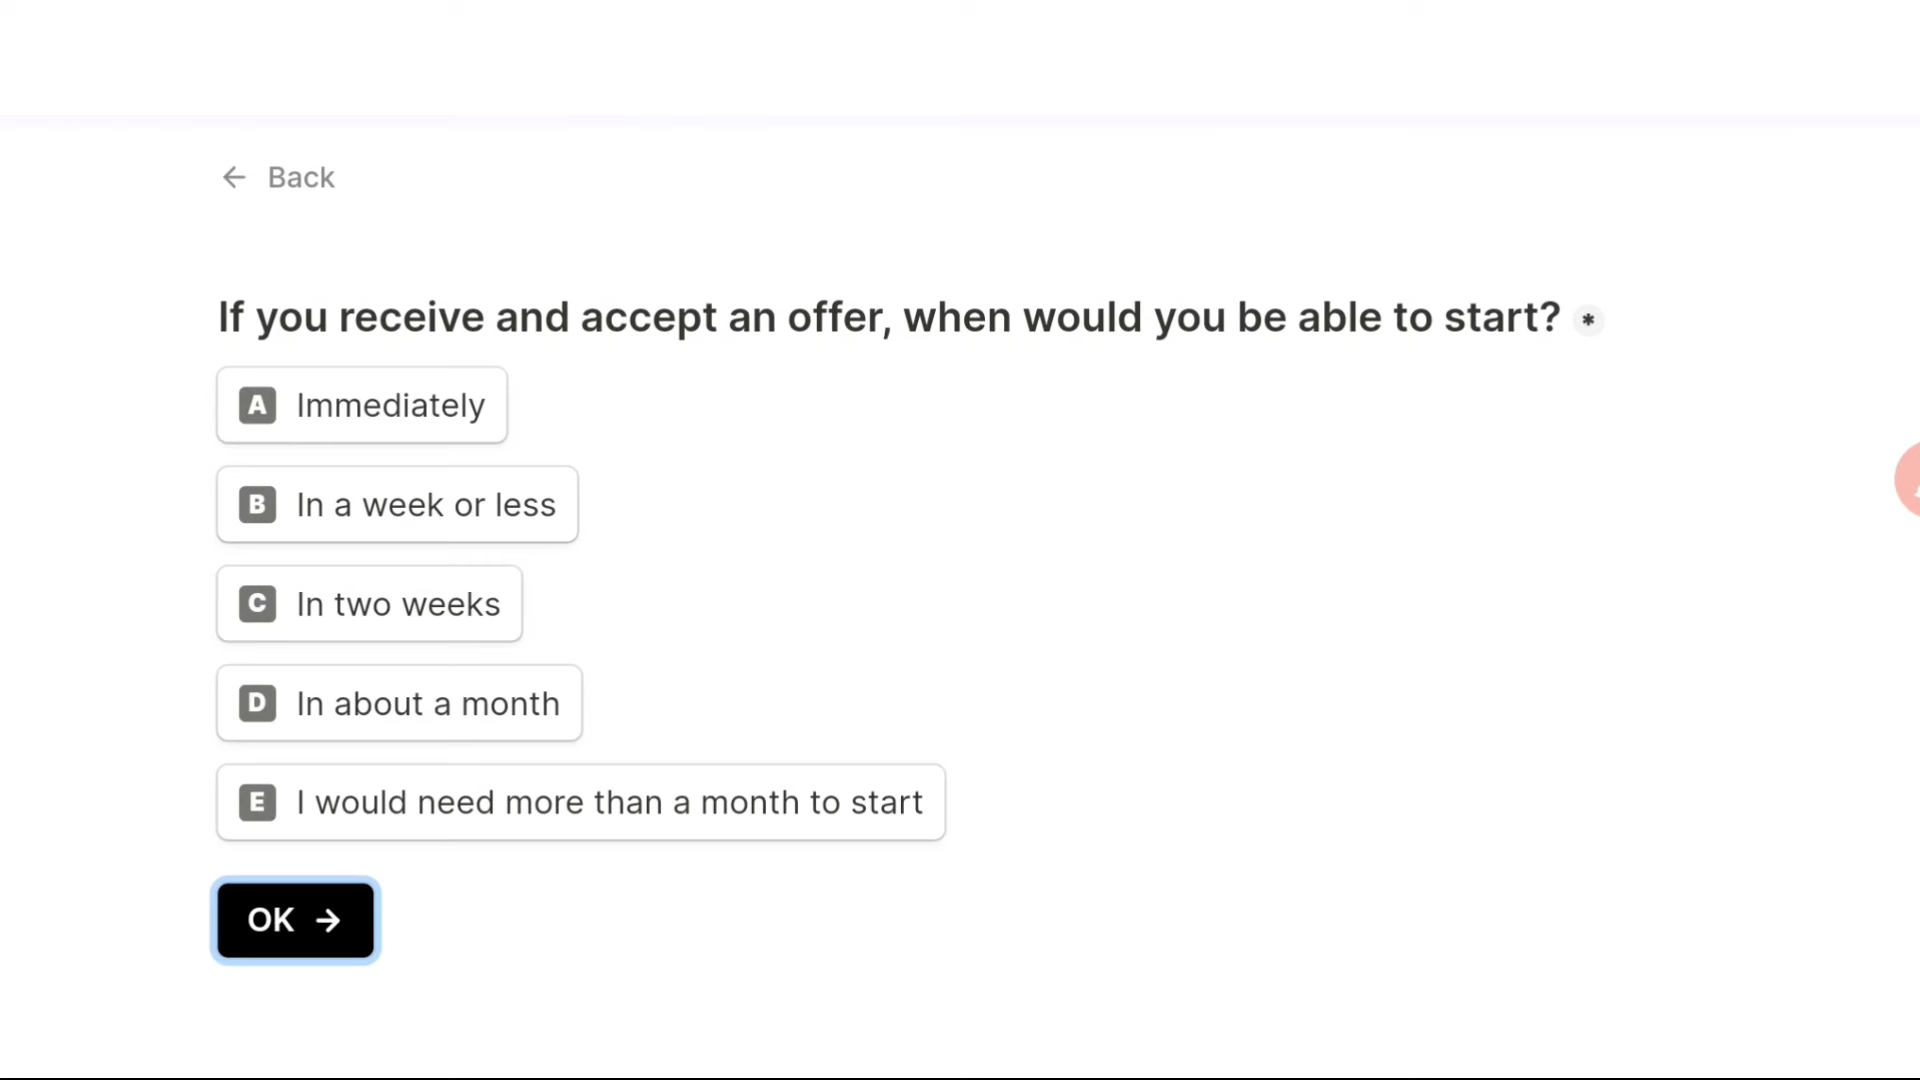 ← Back
If you receive and accept an offer, when would you be able to start? *
A Immediately
B In a week or less
C In two weeks
D In about a month
E I would need more than a month to start
OK →